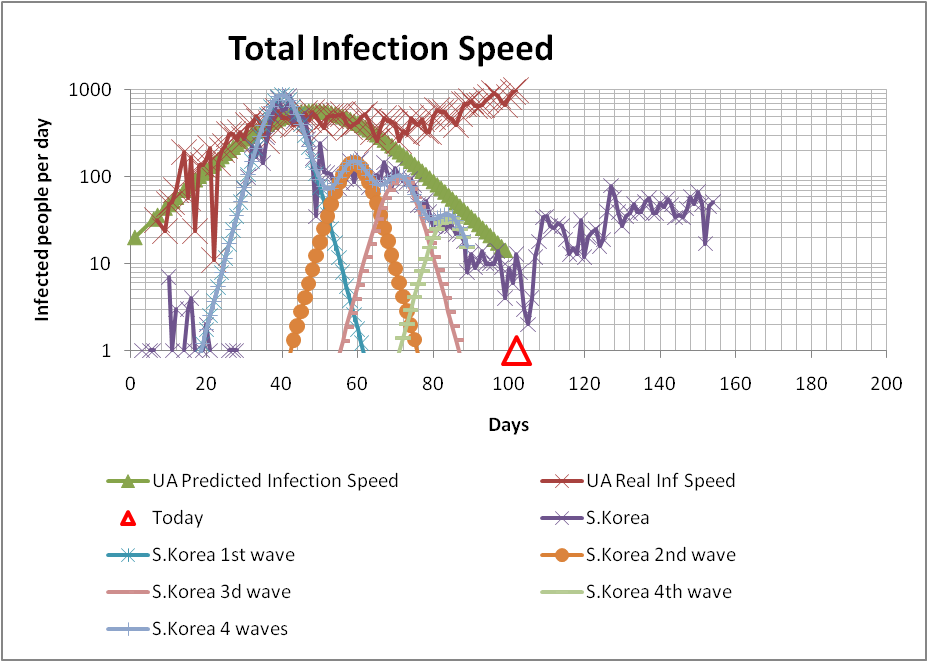 Total Infection Speed
Infected people per day
1000
100
10
1
0 20 40 60 80 100 120 140 160 180 200
Days
UA Predicted Infection Speed
UA Real Inf Speed
Today
S.Korea
S.Korea 1st wave
S.Korea 2nd wave
S.Korea 3d wave
S.Korea 4th wave
S.Korea 4 waves